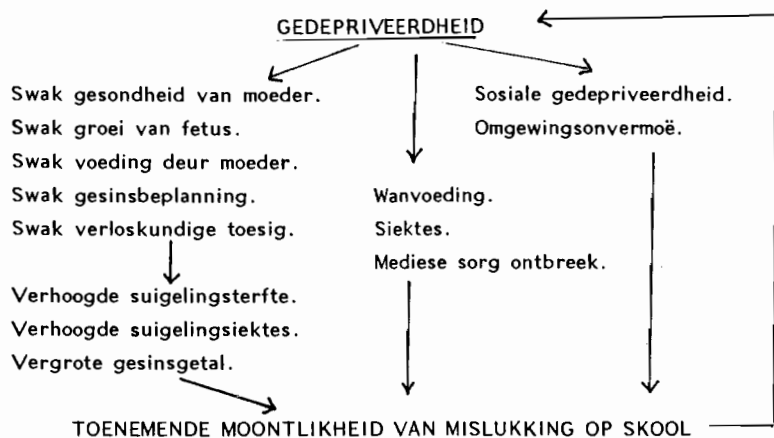 GEDEPRIVEERDHEID
Swak gesondheid van moeder.
Swak groei van fetus.
Swak voeding deur moeder.
Swak gesinsbeplanning.
Swak verloskundige toesig.
Verhoogde suigelingsterfte.
Verhoogde suigelingsiektes.
Vergrote gesinsgetal.
Wanvoeding.
Siektes.
Mediese sorg ontbreek.
Sosiale gedepriveerdheid.
Omgewingsonvermoë.
TOENEMENDE MOONTLIKHEID VAN MISLUKKING OP SKOOL